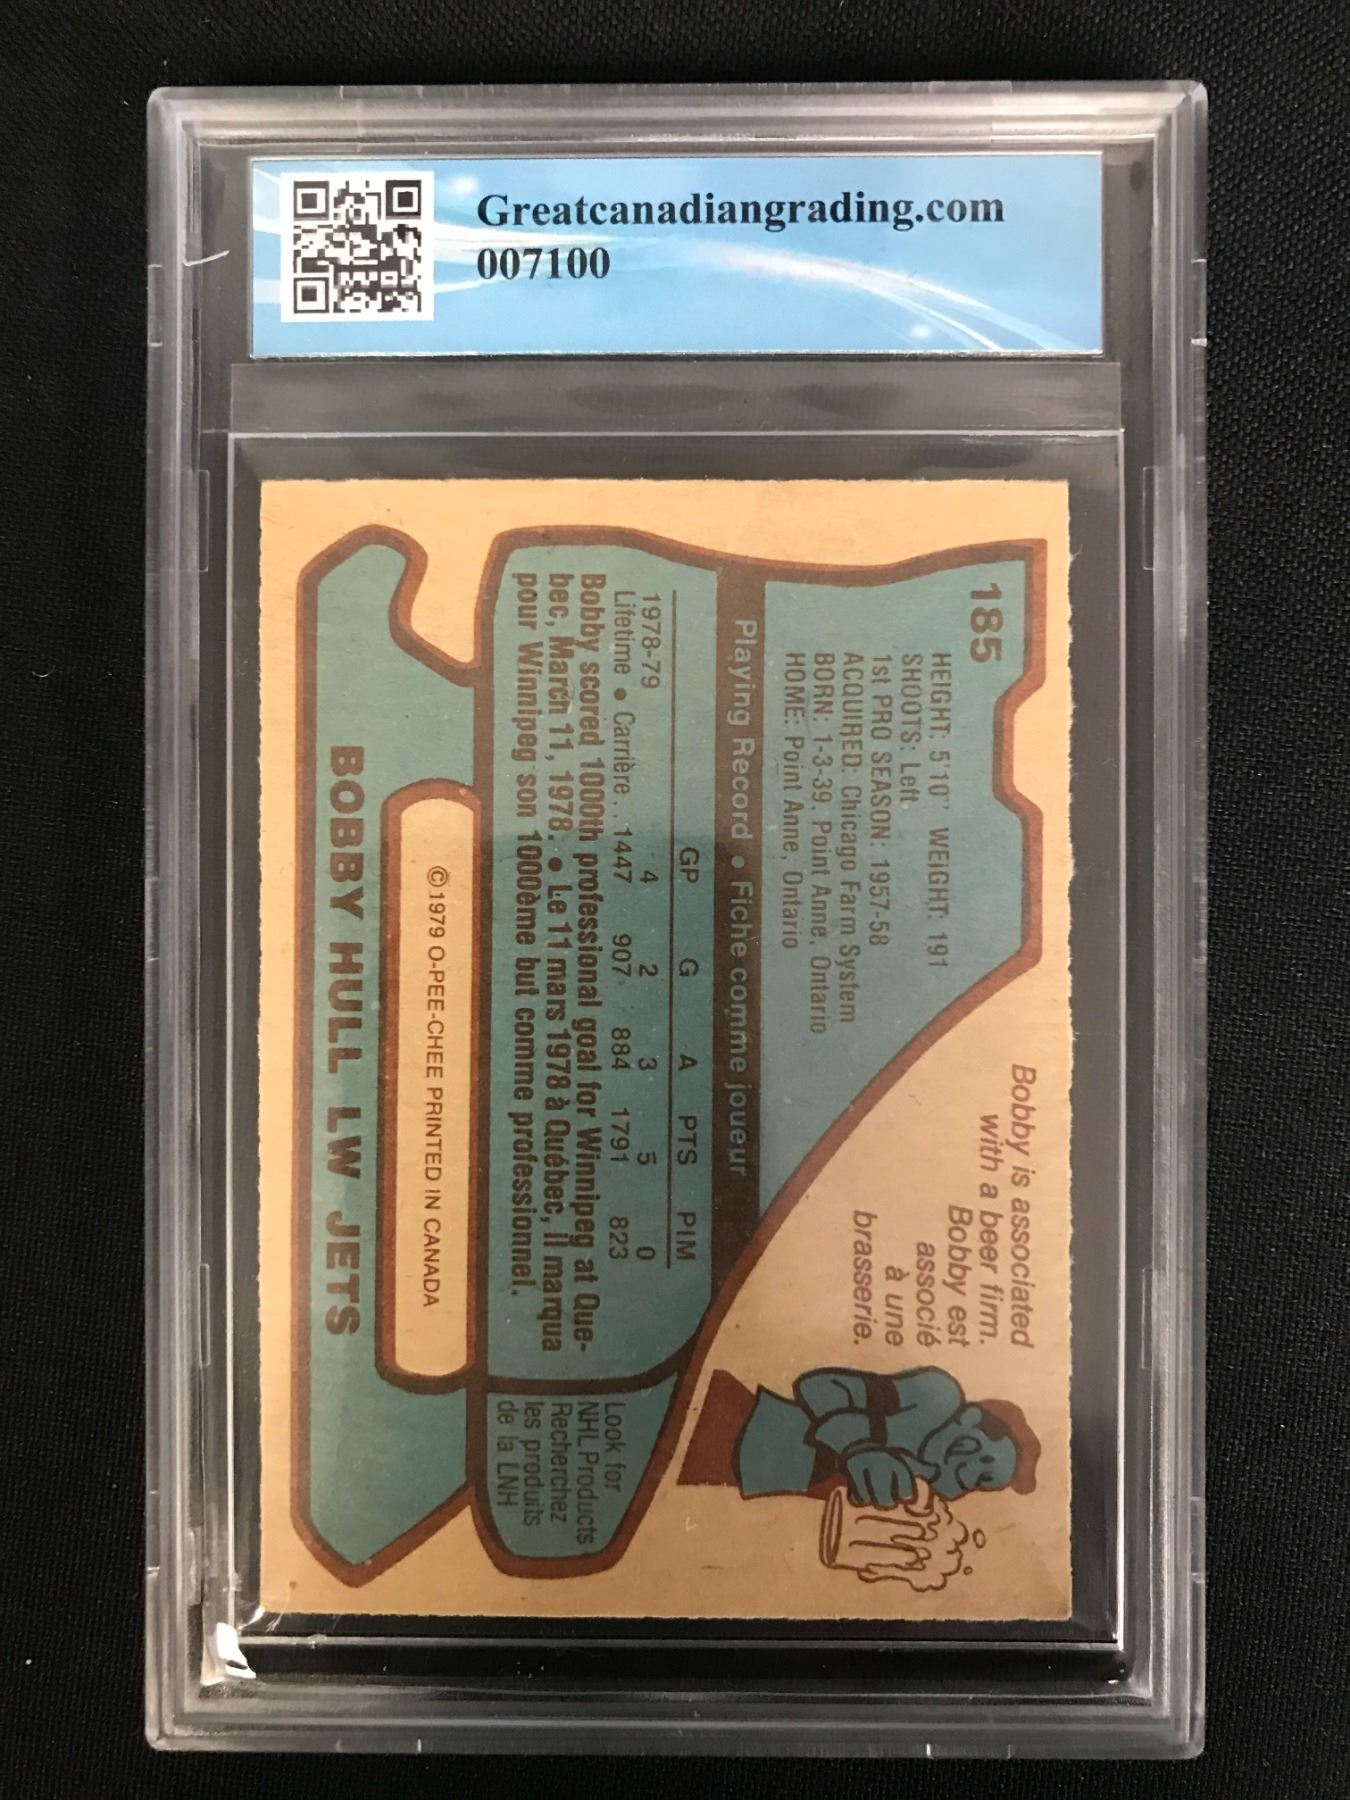 Greatcanadiangrading.com
007100
185
HEIGHT: 5'10" WEIGHT: 191
SHOOTS: Left
1st PRO SEASON: 1957-58
ACQUIRED: Chicago Farm System
BORN: 1-3-39, Point Anne, Ontario
HOME: Point Anne, Ontario
Bobby is associated
with a beer firm.
Bobby est
associé
à une
brasserie.
Playing Record • Fiche comme joueur
GP G A PTS PIM
1978-79 4 2 3 5 0
Lifetime • Carrière.. 1447 907 884 1791 823
Bobby scored 1000th professional goal for Winnipeg at Que-
bec, March 11, 1978. • Le 11 mars 1978 à Québec, il marqua
pour Winnipeg son 1000ème but comme professionnel.
Look for
NHL Products
Recherchez
les produits
de la LNH
©1979 O-PEE-CHEE PRINTED IN CANADA
BOBBY HULL LW JETS